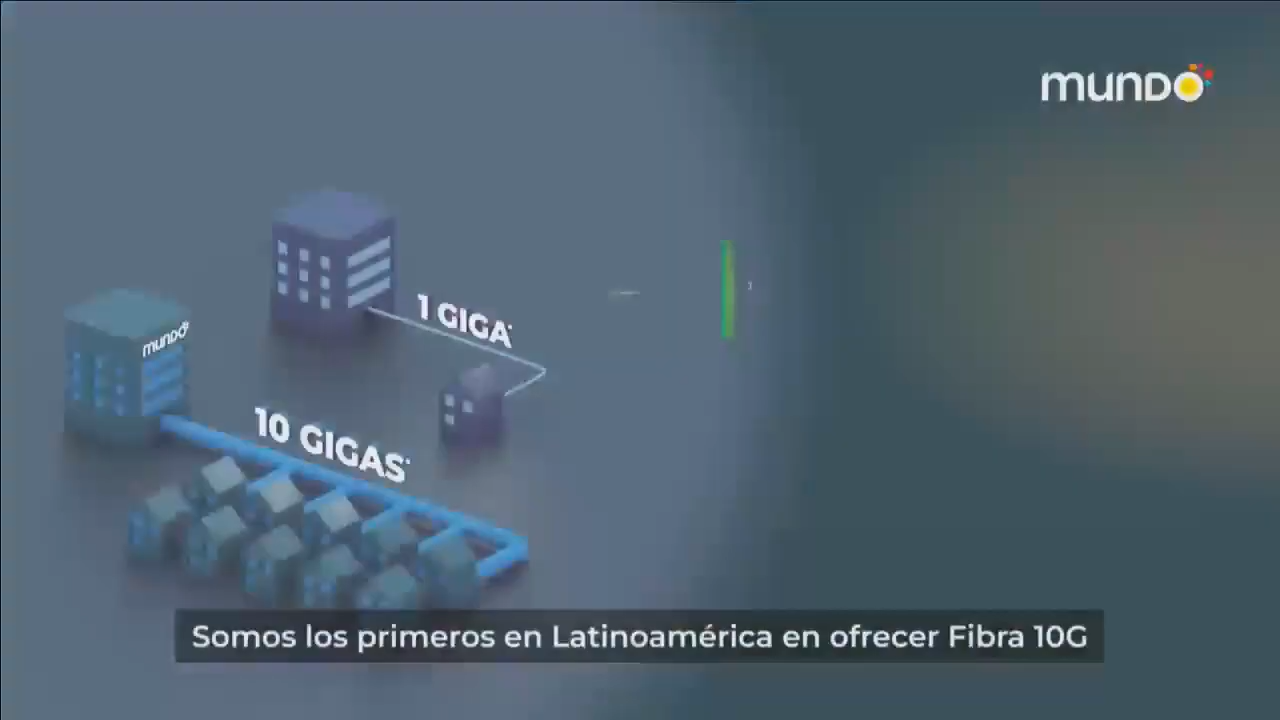 mundo
1 GIGA*
mundo
10 GIGAS*
Somos los primeros en Latinoamérica en ofrecer Fibra 10G